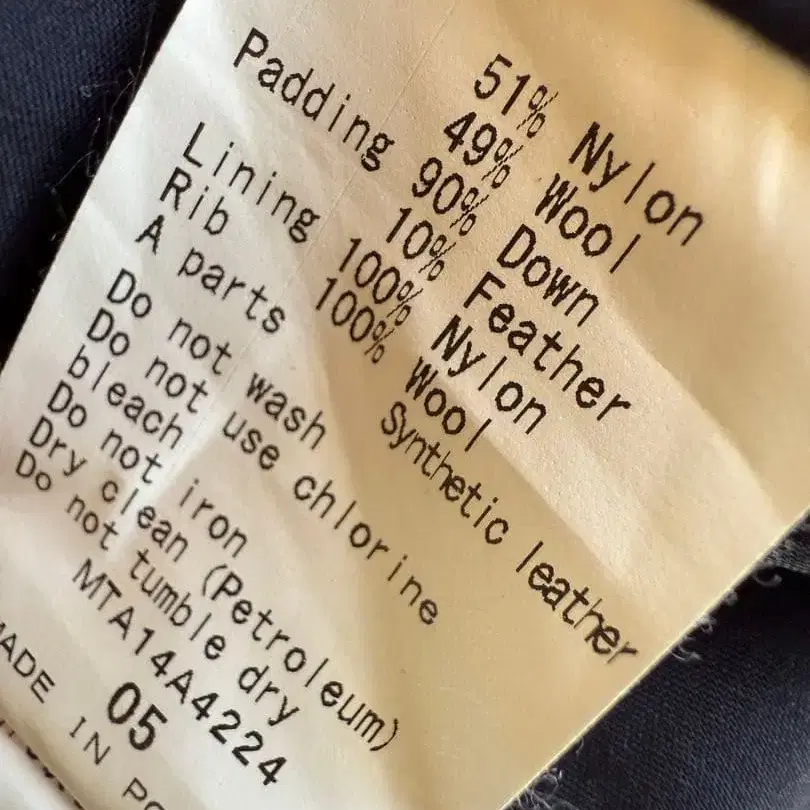 51% Nylon
49% Wool
Padding 90% Down
10% Feather
Lining 100% Nylon
Rib 100% Wool
A parts Synthetic leather
Do not wash
Do not use chlorine
bleach
Do not iron
Dry clean (Petroleum)
Do not tumble dry
MTA14A4224
05
MADE IN